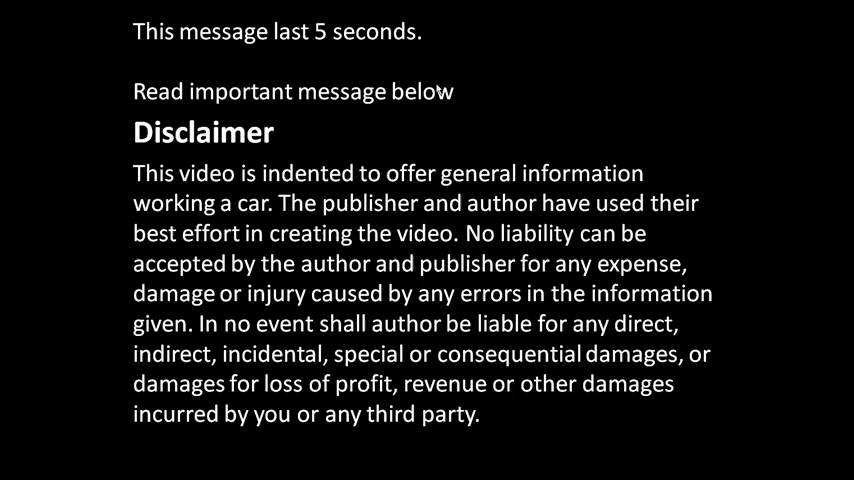 This message last 5 seconds.
Read important message below
Disclaimer
This video is indented to offer general information
working a car. The publisher and author have used their
best effort in creating the video. No liability can be
accepted by the author and publisher for any expense,
damage or injury caused by any errors in the information
given. In no event shall author be liable for any direct,
indirect, incidental, special or consequential damages, or
damages for loss of profit, revenue or other damages
incurred by you or any third party.